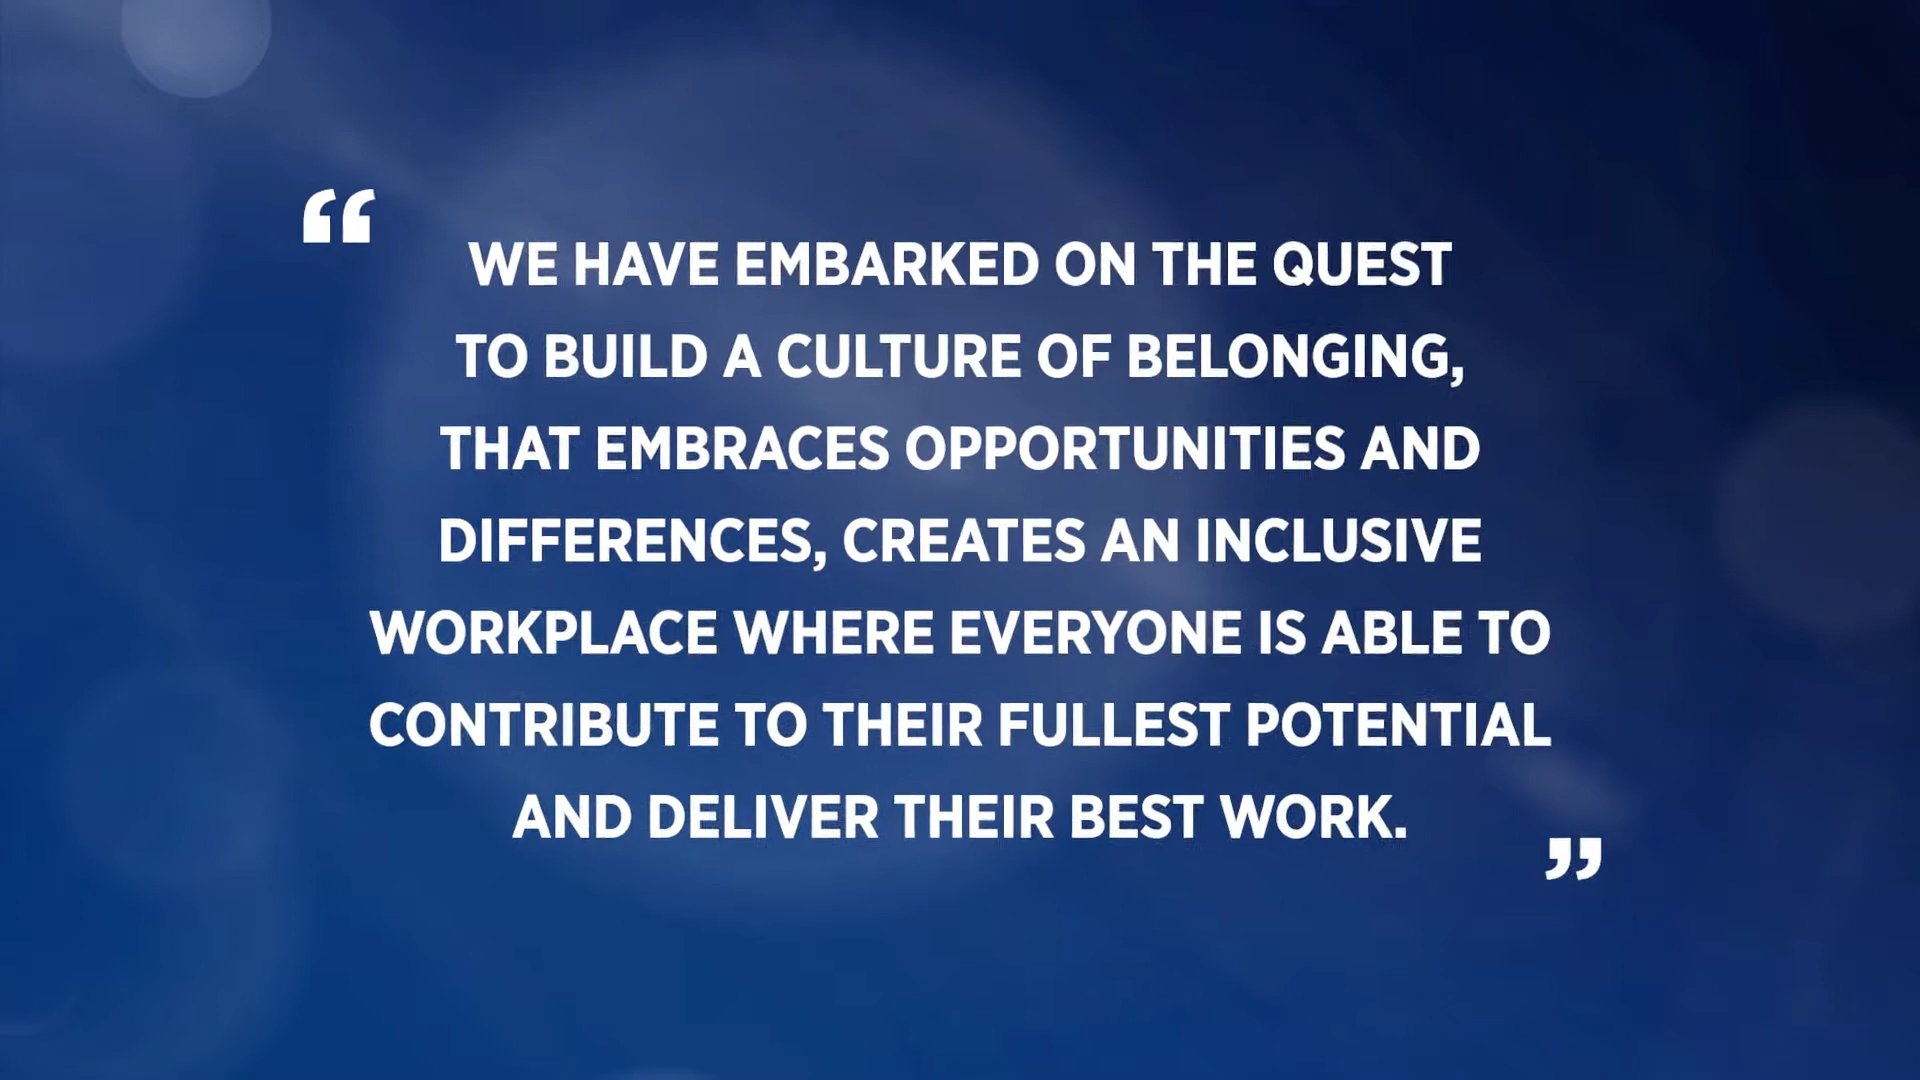 “
WE HAVE EMBARKED ON THE QUEST
TO BUILD A CULTURE OF BELONGING,
THAT EMBRACES OPPORTUNITIES AND
DIFFERENCES, CREATES AN INCLUSIVE
WORKPLACE WHERE EVERYONE IS ABLE TO
CONTRIBUTE TO THEIR FULLEST POTENTIAL
AND DELIVER THEIR BEST WORK.
”